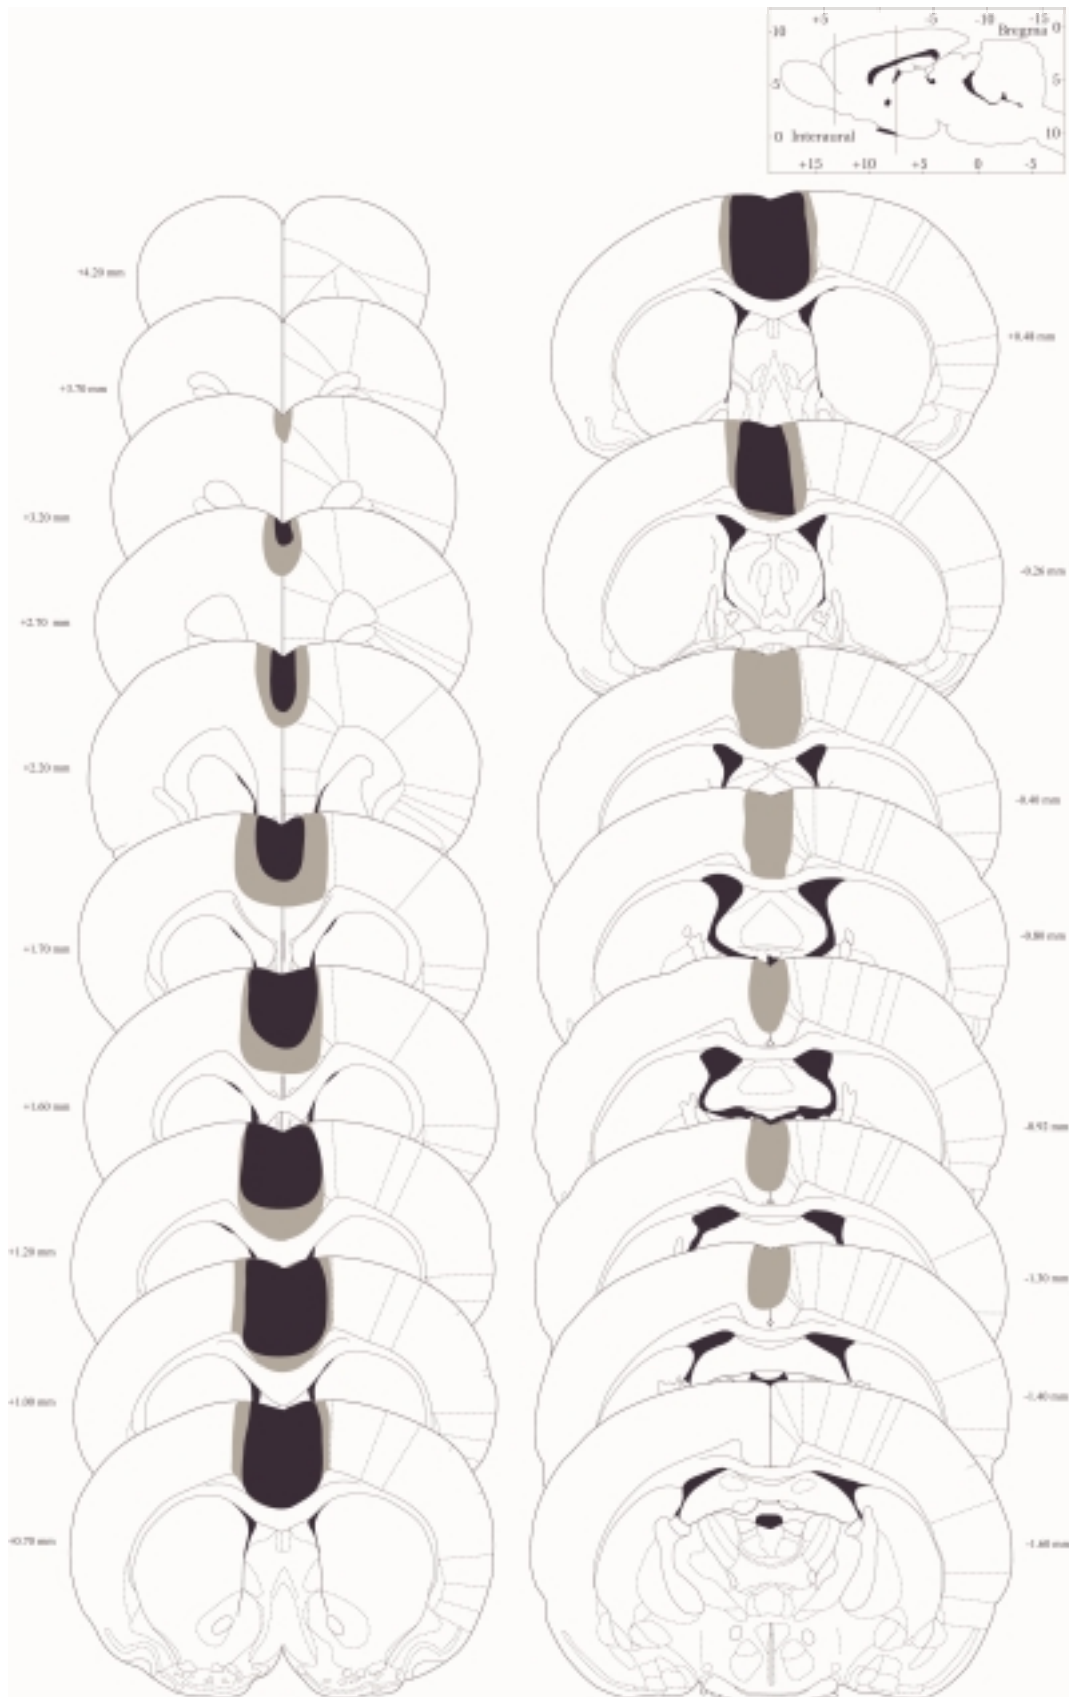 +5 -5 -10 -15
-10 Bregma 0
-5 5
0 Interaural 10
+15 +10 +5 0 -5
+4.20 mm
+3.70 mm
+3.20 mm
+2.70 mm
+2.20 mm
+1.70 mm
+1.60 mm
+1.20 mm
+1.00 mm
+0.70 mm
+0.48 mm
-0.26 mm
-0.40 mm
-0.80 mm
-0.92 mm
-1.30 mm
-1.40 mm
-1.60 mm